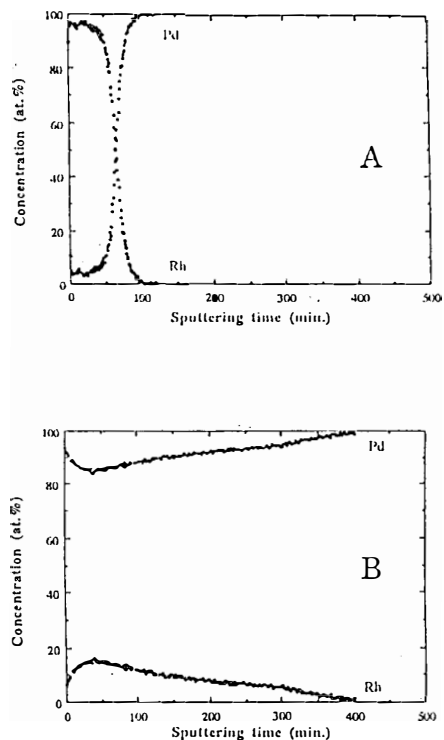 100
Pd
80
60
A
40
20
Rh
0
0 100 200 300 400 500
Concentration (at.%)
Sputtering time (min.)
100
Pd
80
60
B
40
20
Rh
0
0 100 200 300 400 500
Concentration (at.%)
Sputtering time (min.)